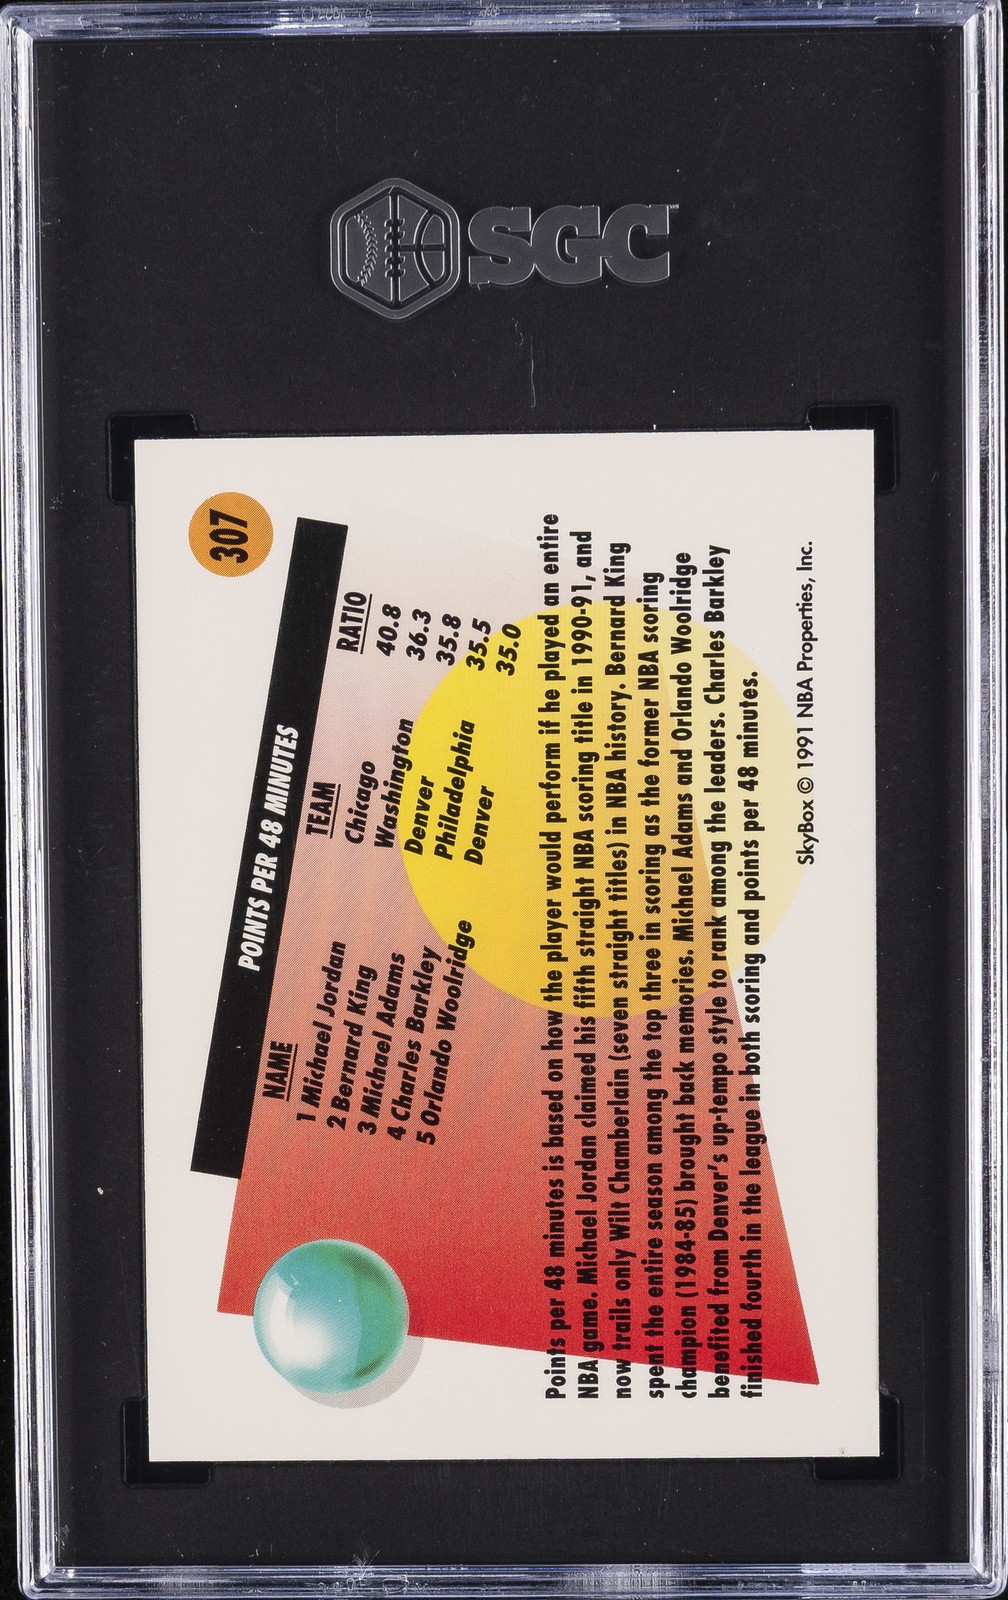 SGC
307
POINTS PER 48 MINUTES
NAME TEAM RATIO
1 Michael Jordan Chicago 40.8
2 Bernard King Washington 36.3
3 Michael Adams Denver 35.8
4 Charles Barkley Philadelphia 35.5
5 Orlando Woolridge Denver 35.0
Points per 48 minutes is based on how the player would perform if he played an entire
NBA game. Michael Jordan claimed his fifth straight NBA scoring title in 1990-91, and
now trails only Wilt Chamberlain (seven straight titles) in NBA history. Bernard King
spent the entire season among the top three in scoring as the former NBA scoring
champion (1984-85) brought back memories. Michael Adams and Orlando Woolridge
benefited from Denver's up-tempo style to rank among the leaders. Charles Barkley
finished fourth in the league in both scoring and points per 48 minutes.
SkyBox © 1991 NBA Properties, Inc.